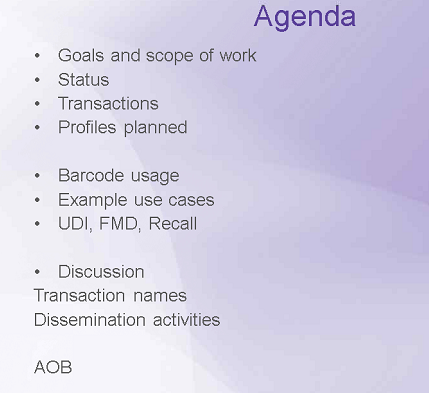 Agenda
• Goals and scope of work
• Status
• Transactions
• Profiles planned
• Barcode usage
• Example use cases
• UDI, FMD, Recall
• Discussion
Transaction names
Dissemination activities
AOB